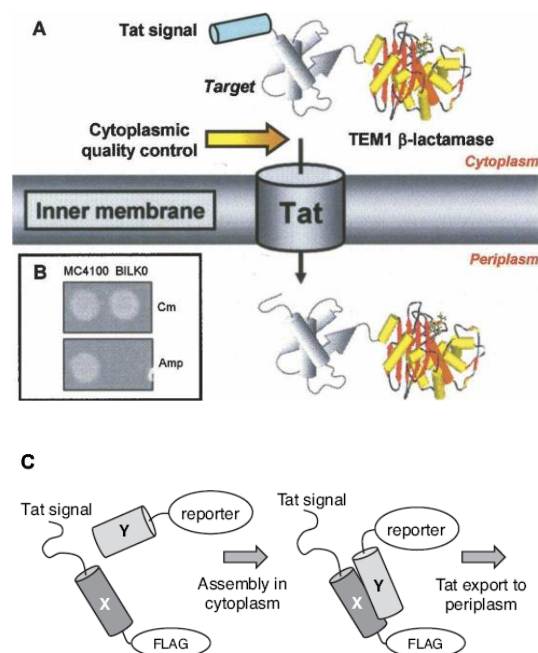 A
Tat signal
Target
Cytoplasmic
quality control
TEM1 β-lactamase
Cytoplasm
Inner membrane
Tat
Periplasm
B
MC4100 BILK0
Cm
Amp
C
Tat signal
Y
reporter
X
FLAG
Assembly in
cytoplasm
Tat signal
reporter
Y
X
FLAG
Tat export to
periplasm